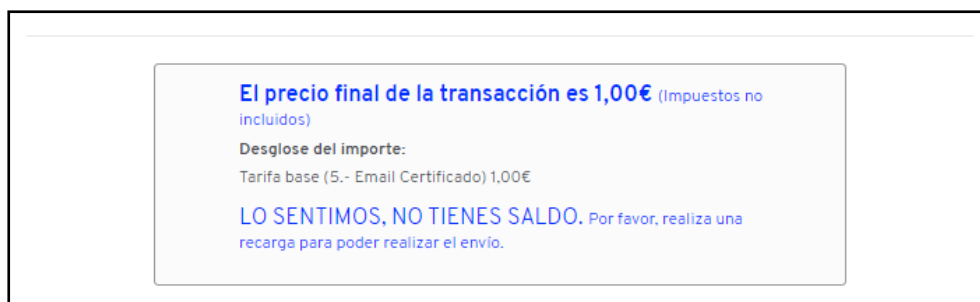 El precio final de la transacción es 1,00€ (Impuestos no
incluidos)
Desglose del importe:
Tarifa base (5.- Email Certificado) 1,00€
LO SENTIMOS, NO TIENES SALDO. Por favor, realiza una
recarga para poder realizar el envío.